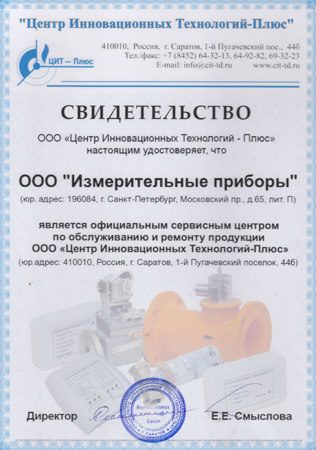 "Центр Инновационных Технологий-Плюс"
410010, Россия, г. Саратов, 1-й Пугачевский пос., 44б
Тел./факс: +7 (8452) 64-32-13, 64-92-82, 69-32-23
E-mail: info@cit-td.ru www.cit-td.ru
ЦИТ – Плюс
СВИДЕТЕЛЬСТВО
ООО «Центр Инновационных Технологий - Плюс»
настоящим удостоверяет, что
ООО "Измерительные приборы"
(юр. адрес: 196084, г. Санкт-Петербург, Московский пр., д.65, лит. П)
является официальным сервисным центром
по обслуживанию и ремонту продукции
ООО «Центр Инновационных Технологий-Плюс»
(юр.адрес: 410010, Россия, г. Саратов, 1-й Пугачевский поселок, 44б)
Директор Е.Е. Смыслова